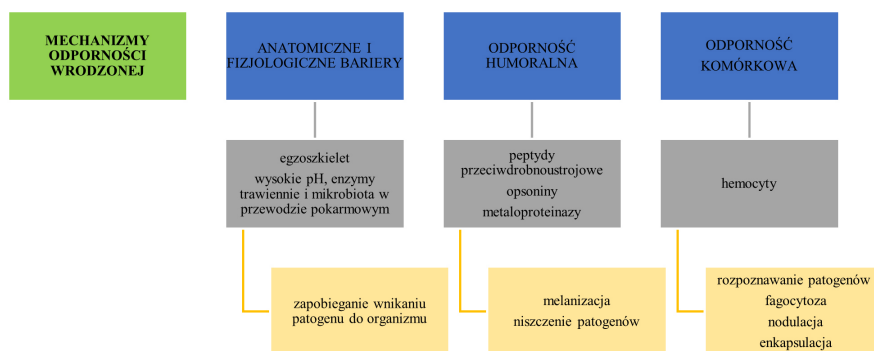 MECHANIZMY
ODPORNOŚCI
WRODZONEJ
ANATOMICZNE I
FIZJOLOGICZNE BARIERY
ODPORNOŚĆ
HUMORALNA
ODPORNOŚĆ
KOMÓRKOWA
egzoszkielet
wysokie pH, enzymy
trawiennie i mikrobiota w
przewodzie pokarmowym
peptydy
przeciwdrobnoustrojowe
opsoniny
metaloproteinazy
hemocyty
zapobieganie wnikaniu
patogenu do organizmu
melanizacja
niszczenie patogenów
rozpoznawanie patogenów
fagocytoza
nodulacja
enkapsulacja